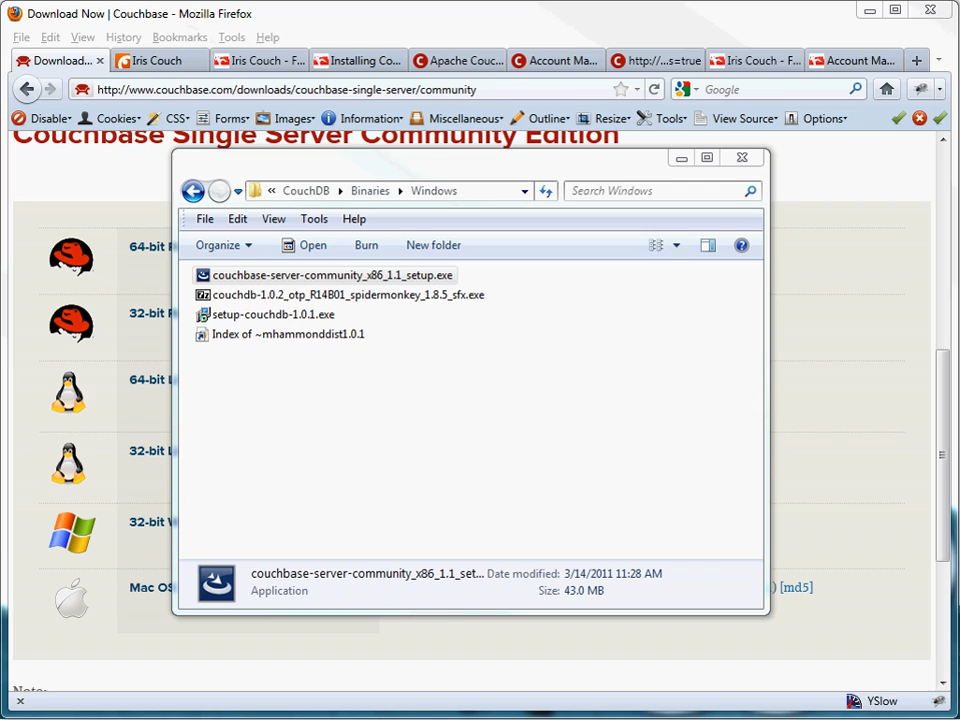 Download Now | Couchbase - Mozilla Firefox
File Edit View History Bookmarks Tools Help
Download... Iris Couch Iris Couch - F... Installing Co... Apache Couc... Account Ma... http://...s=true Iris Couch - F... Account Ma...
http://www.couchbase.com/downloads/couchbase-single-server/community Google
Disable Cookies CSS Forms Images Information Miscellaneous Outline Resize Tools View Source Options
Couchbase Single Server Community Edition
« CouchDB Binaries Windows Search Windows
File Edit View Tools Help
Organize Open Burn New folder
couchbase-server-community_x86_1.1_setup.exe
couchdb-1.0.2_otp_R14B01_spidermonkey_1.8.5_sfx.exe
setup-couchdb-1.0.1.exe
Index of ~mhammonddist1.0.1
64-bit
32-bit
64-bit L
32-bit L
32-bit W
Mac OS
) [md5]
couchbase-server-community_x86_1.1_set... Date modified: 3/14/2011 11:28 AM
Application Size: 43.0 MB
Note:
YSlow